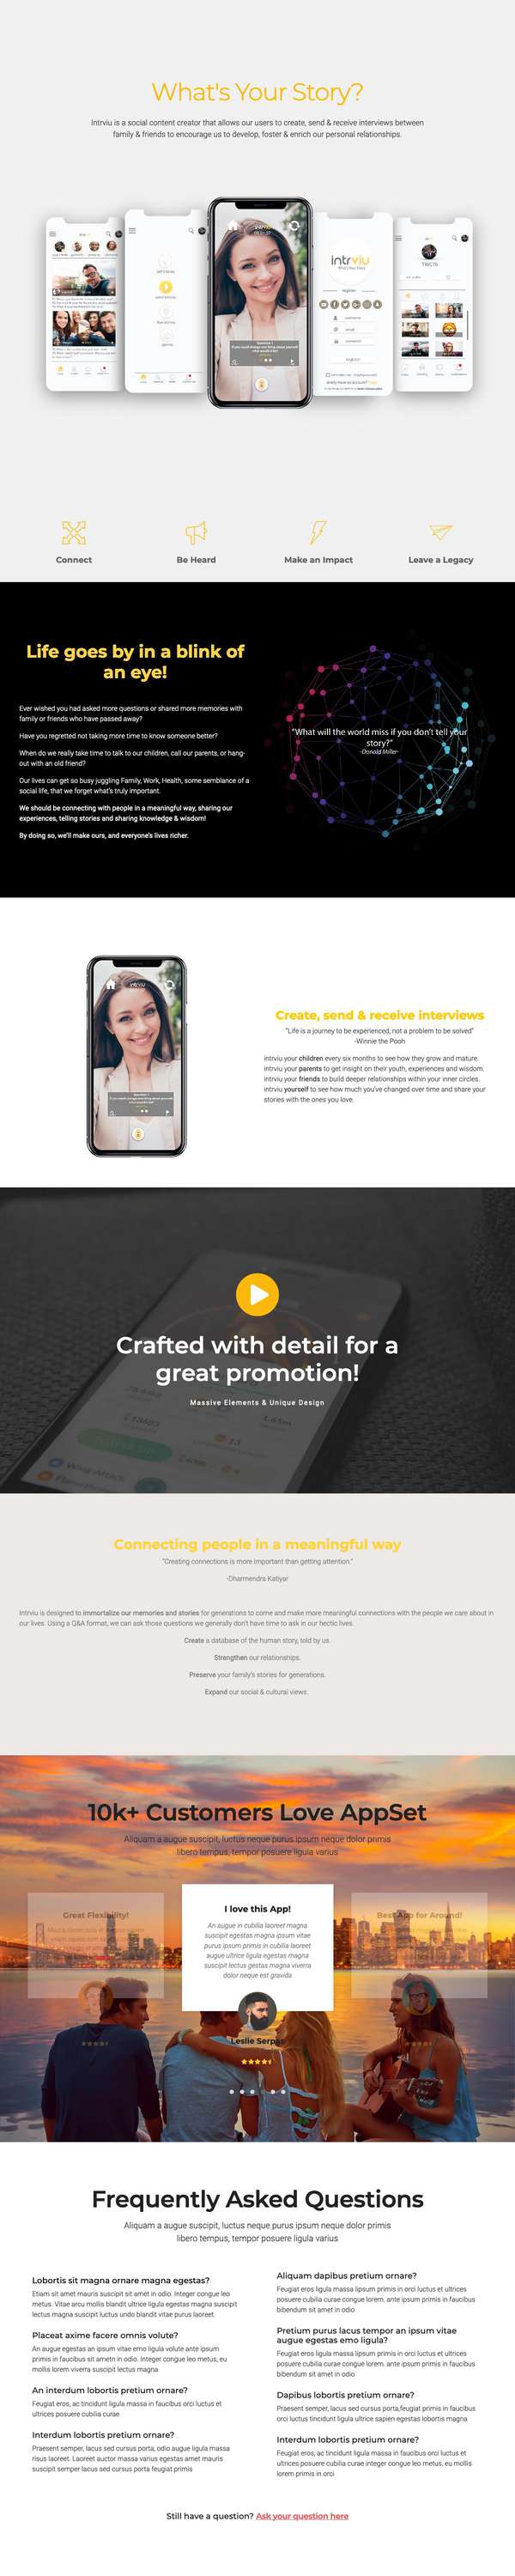 What's Your Story?
Intrviu is a social content creator that allows our users to create, send & receive interviews between
family & friends to encourage us to develop, foster & enrich our personal relationships.
intrviu
register
username
email
password
register
TWC76
Connect
Be Heard
Make an Impact
Leave a Legacy
Life goes by in a blink of
an eye!
Ever wished you had asked more questions or shared more memories with
family or friends who have passed away?
Have you regretted not taking more time to know someone better?
When do we really take time to talk to our children, call our parents, or hang-
out with an old friend?
Our lives can get so busy juggling Family, Work, Health, some semblance of a
social life, that we forget what's truly important.
We should be connecting with people in a meaningful way, sharing our
experiences, telling stories and sharing knowledge & wisdom!
By doing so, we'll make ours, and everyone's lives richer.
"What will the world miss if you don't tell your
story?"
-Donald Miller-
Create, send & receive interviews
"Life is a journey to be experienced, not a problem to be solved"
-Winnie the Pooh
intrviu your children every six months to see how they grow and mature.
intrviu your parents to get insight on their youth, experiences and wisdom.
intrviu your friends to build deeper relationships within your inner circles.
intrviu yourself to see how much you've changed over time and share your
stories with the ones you love.
Crafted with detail for a
great promotion!
Massive Elements & Unique Design
Connecting people in a meaningful way
"Creating connections is more important than getting attention."
-Dharmendra Katiyar
Intrviu is designed to immortalize our memories and stories for generations to come and make more meaningful connections with the people we care about in
our lives. Using a Q&A format, we can ask those questions we generally don't have time to ask in our hectic lives.
Create a database of the human story, told by us.
Strengthen our relationships.
Preserve your family's stories for generations.
Expand our social & cultural views.
10k+ Customers Love AppSet
Aliquam a augue suscipit, luctus neque purus ipsum neque dolor primis
libero tempus, tempor posuere ligula varius
Great Flexibility!
I love this App!
An augue in cubilia laoreet magna
suscipit egestas magna ipsum vitae
purus ipsum primis in cubilia laoreet
augue ultrice ligula egestas magna
suscipit lectus gestas magna viverra
dolor neque est gravida
Leslie Serpas
Best App for Around!
Frequently Asked Questions
Aliquam a augue suscipit, luctus neque purus ipsum neque dolor primis
libero tempus, tempor posuere ligula varius
Lobortis sit magna ornare magna egestas?
Etiam sit amet mauris suscipit sit amet in odio. Integer congue leo
metus. Vitae arcu mollis blandit ultrice ligula egestas magna suscipit
lectus magna suscipit luctus undo blandit vitae purus laoreet
Placeat axime facere omnis volute?
An augue egestas an ipsum vitae emo ligula volute ante ipsum
primis in faucibus sit ametn in odio. Integer congue leo metus, eu
mollis lorem viverra suscipit lectus magna
An interdum lobortis pretium ornare?
Feugiat eros, ac tincidunt ligula massa in faucibus orci luctus et
ultrices posuere cubilia curae
Interdum lobortis pretium ornare?
Praesent semper, lacus sed cursus porta, odio augue ligula massa
risus laoreet. Laoreet auctor massa varius egestas amet mauris
suscipit semper lacus sed cursus porta feugiat primis
Aliquam dapibus pretium ornare?
Feugiat eros ligula massa lipsum primis in orci luctus et ultrices
posuere cubilia curae congue lorem. ante ipsum primis in faucibus
bibendum sit amet in odio
Pretium purus lacus tempor an ipsum vitae
augue egestas emo ligula?
Feugiat eros ligula massa lipsum primis in orci luctus et ultrices
posuere cubilia curae congue lorem. ante ipsum primis in faucibus
bibendum sit amet in odio
Dapibus lobortis pretium ornare?
Praesent semper, lacus sed cursus porta,feugiat primis in faucibus
orci luctus tincidunt ligula ultrice sapien egestas lobortis magna
Interdum lobortis pretium ornare?
Feugiat eros, ac tincidunt ligula massa in faucibus orci luctus et
ultrices posuere cubilia curae integer congue leo metus, eu mollis
lorem primis in orci
Still have a question? Ask your question here